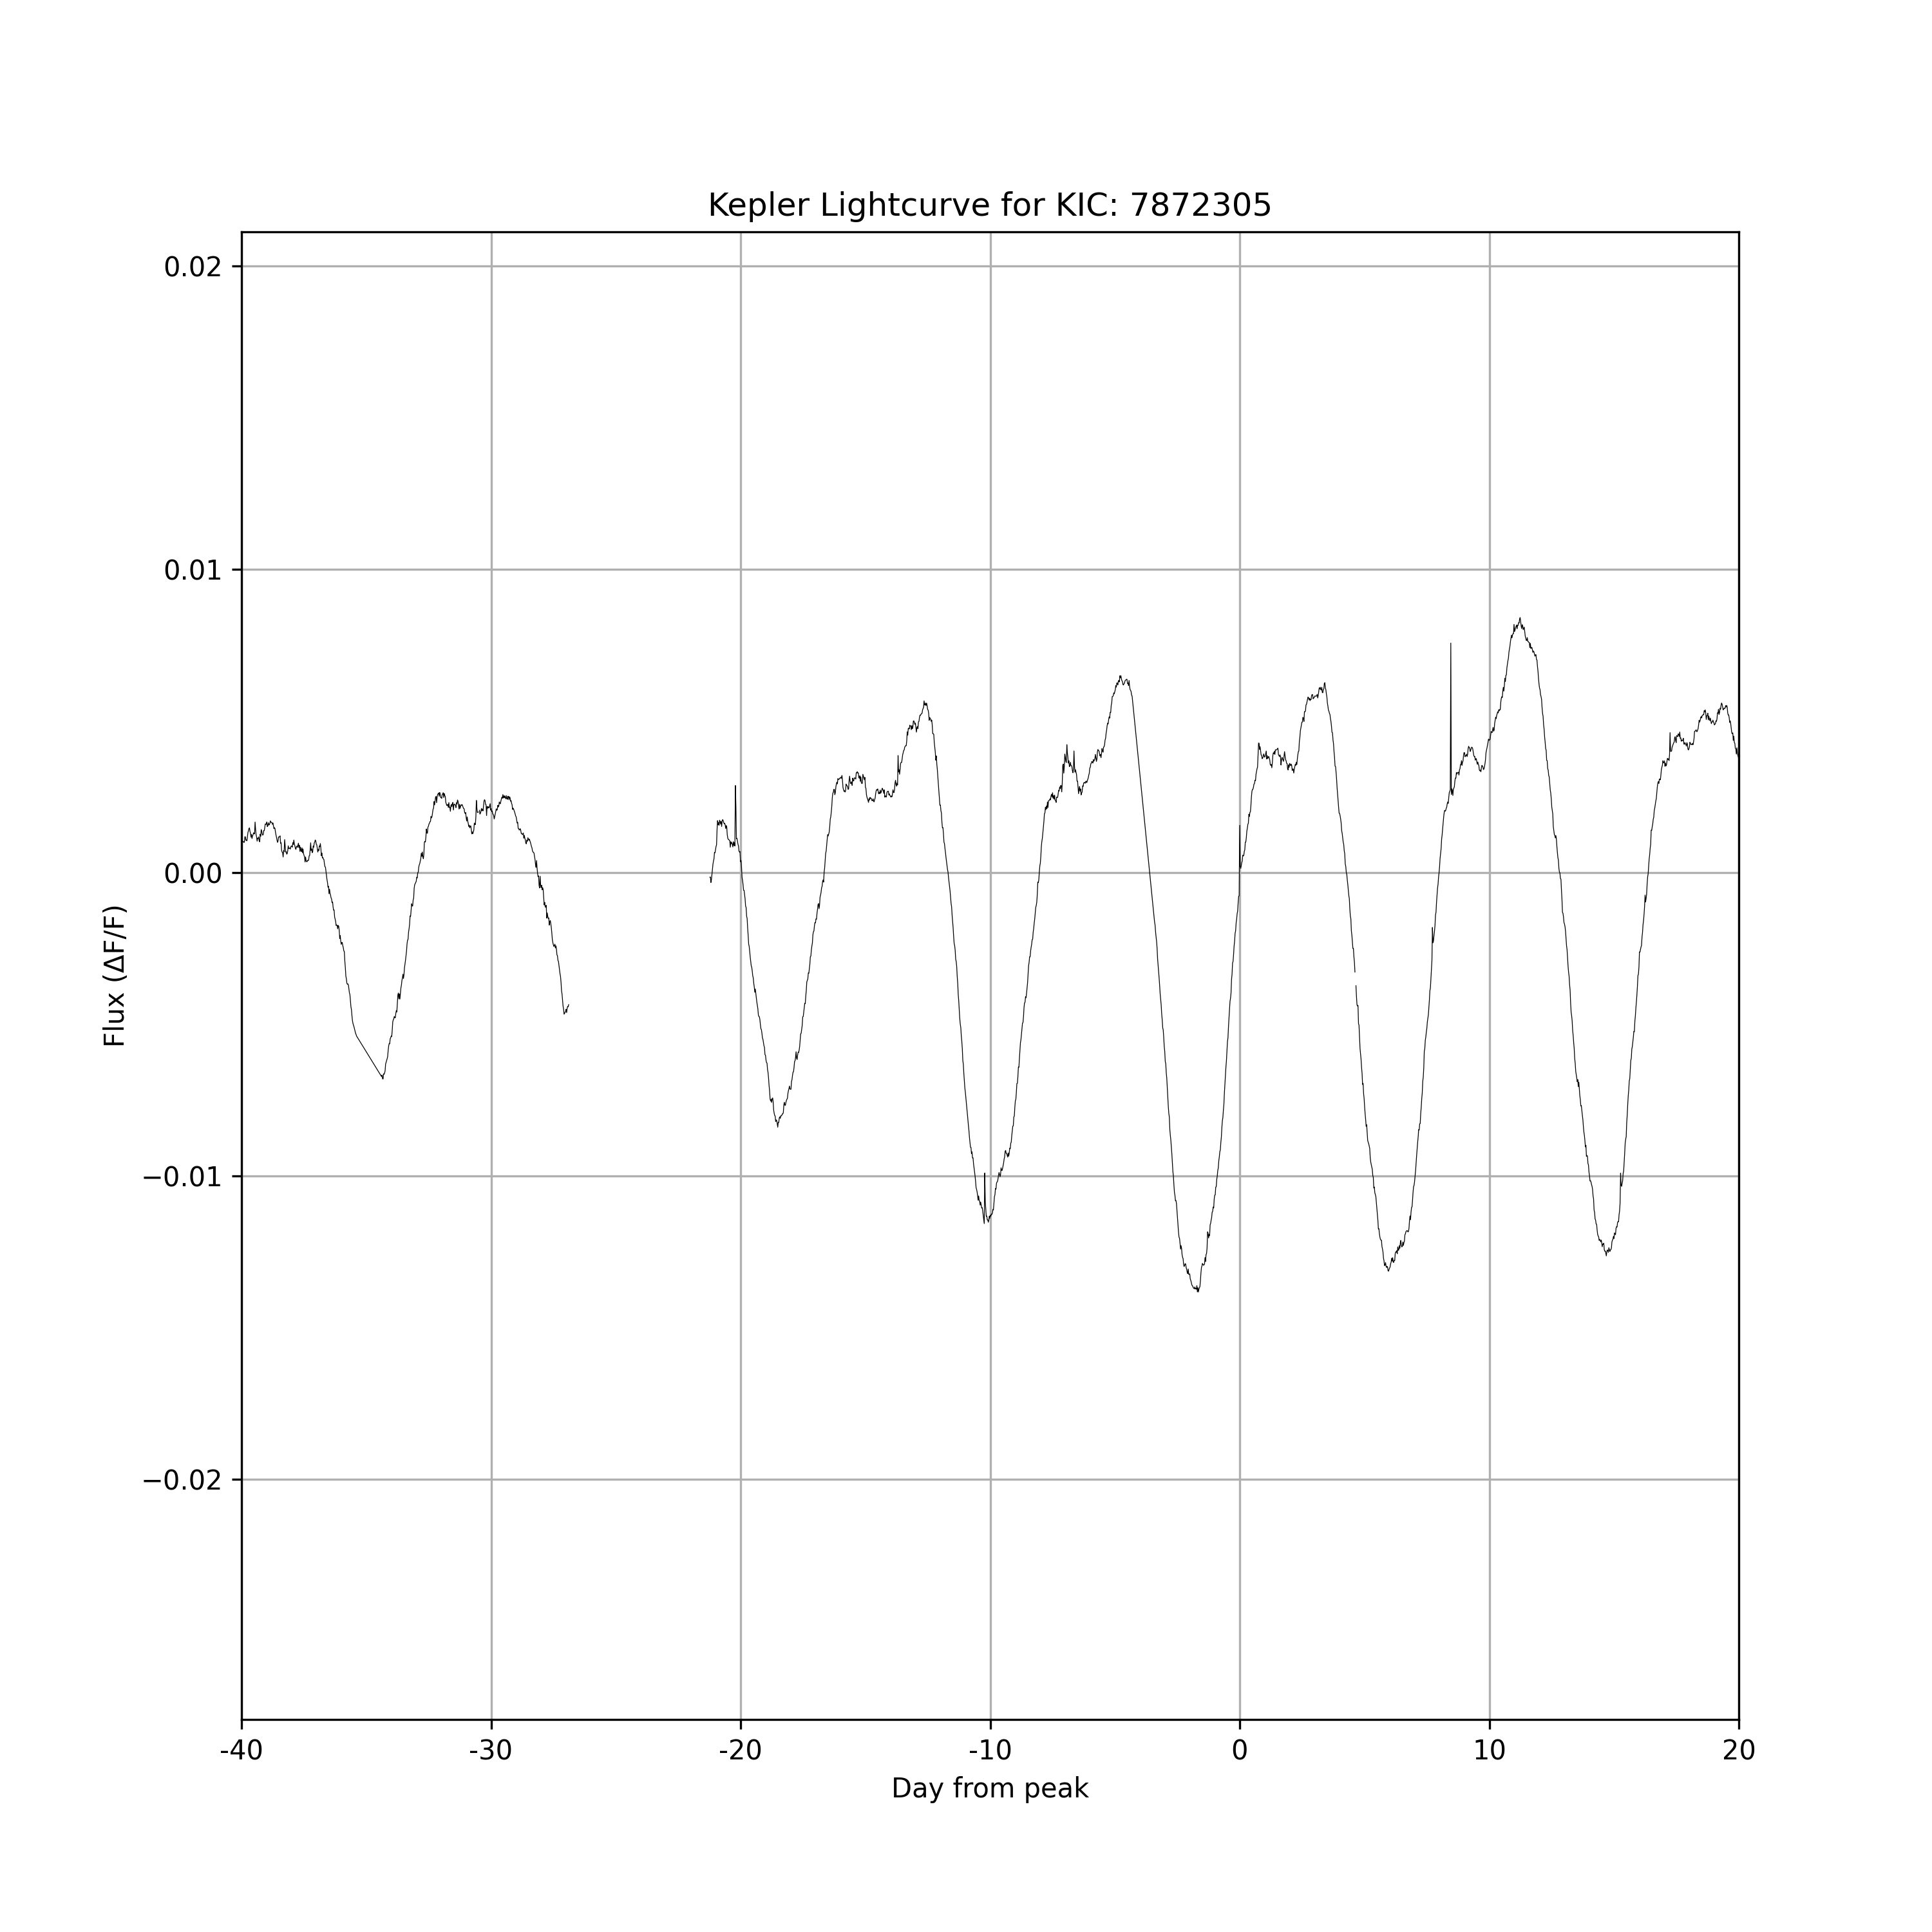 Kepler Lightcurve for KIC: 7872305
0.02
0.01
0.00
−0.01
−0.02
Flux (ΔF/F)
-40 -30 -20 -10 0 10 20
Day from peak